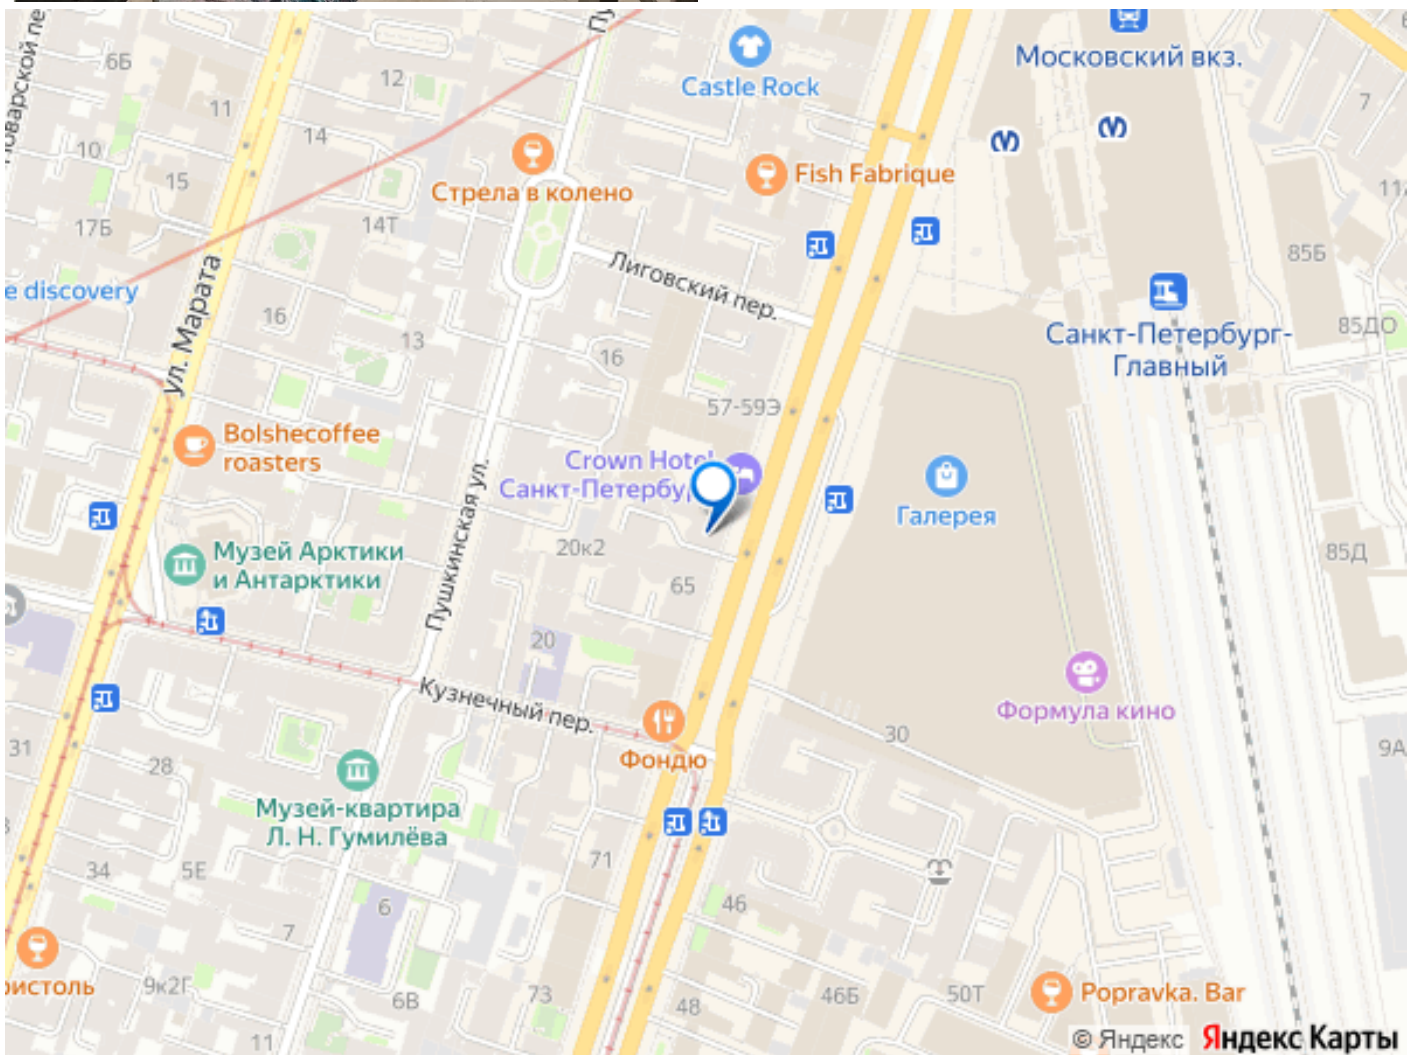 Московский вкз.
6Б
12
Castle Rock
7
11
14
10
Fish Fabrique
15
Стрела в колено
17Б
14Т
85Б
Лиговский пер.
e discovery
ул. Марата
16
13
85ДО
Санкт-Петербург-
Главный
16
57-59Э
Bolshecoffee
roasters
Crown Hotel
Санкт-Петербу
Пушкинская ул.
Галерея
20к2
85Д
Музей Арктики
и Антарктики
65
20
Кузнечный пер.
Формула кино
30
31
28
Фондю
9А
Музей-квартира
Л. Н. Гумилёва
71
34
5Е
6
46
7
9к2Г
ристоль
6В
73
48
46Б
50Т
Popravka. Bar
11
© Яндекс Яндекс Карты